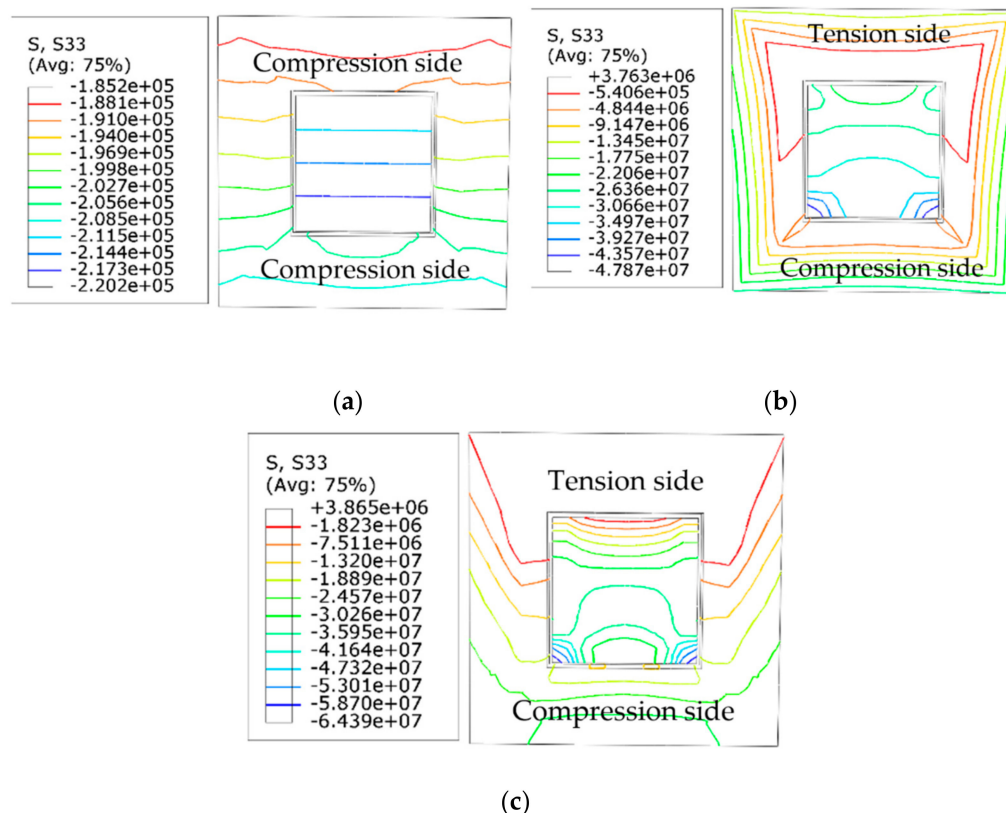 S, S33
(Avg: 75%)
-1.852e+05
-1.881e+05
-1.910e+05
-1.940e+05
-1.969e+05
-1.998e+05
-2.027e+05
-2.056e+05
-2.085e+05
-2.115e+05
-2.144e+05
-2.173e+05
-2.202e+05
Compression side
Compression side
(a)
S, S33
(Avg: 75%)
+3.763e+06
-5.406e+05
-4.844e+06
-9.147e+06
-1.345e+07
-1.775e+07
-2.206e+07
-2.636e+07
-3.066e+07
-3.497e+07
-3.927e+07
-4.357e+07
-4.787e+07
Tension side
Compression side
(b)
S, S33
(Avg: 75%)
+3.865e+06
-1.823e+06
-7.511e+06
-1.320e+07
-1.889e+07
-2.457e+07
-3.026e+07
-3.595e+07
-4.164e+07
-4.732e+07
-5.301e+07
-5.870e+07
-6.439e+07
Tension side
Compression side
(c)